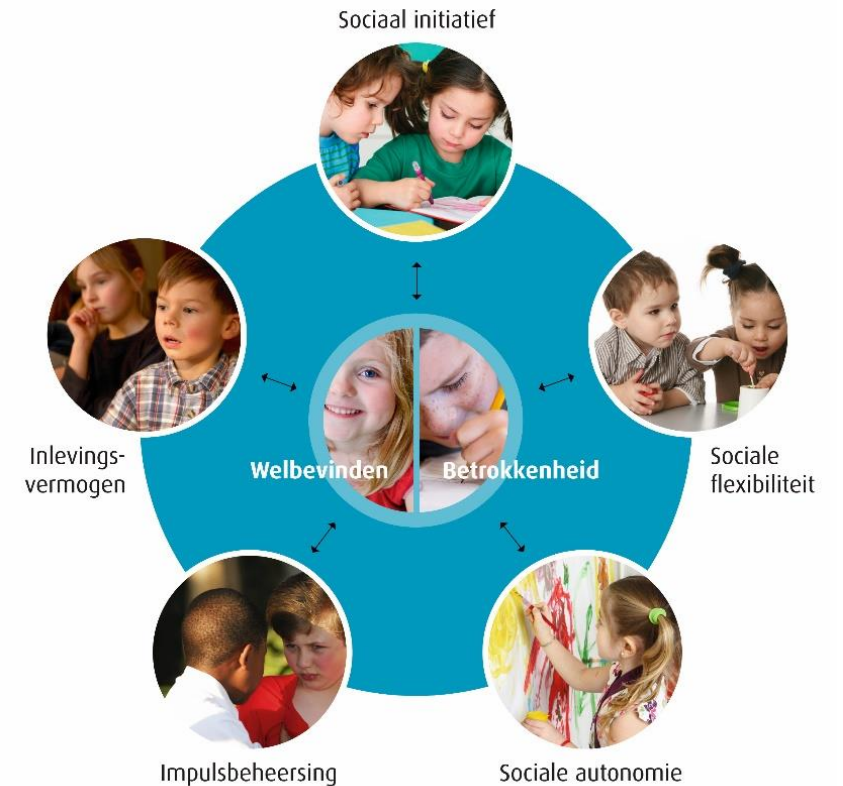 Sociaal initiatief
Inlevings-
vermogen
Welbevinden
Betrokkenheid
Sociale
flexibiliteit
Impulsbeheersing
Sociale autonomie